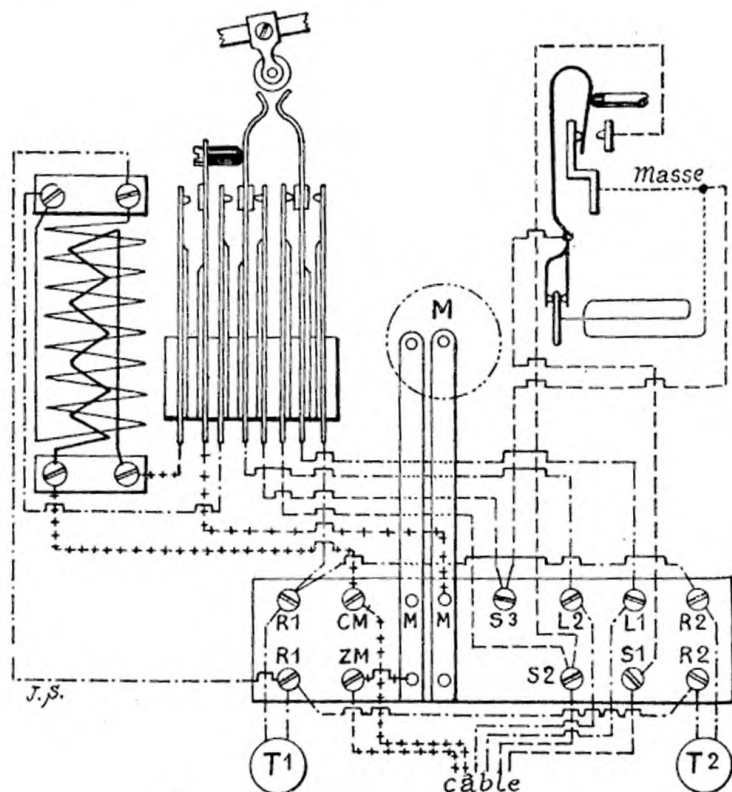 M
Masse
R1 CM M M S3 L2 L1 R2
R1 ZM S2 S1 R2
J.S.
T1 T2
câble